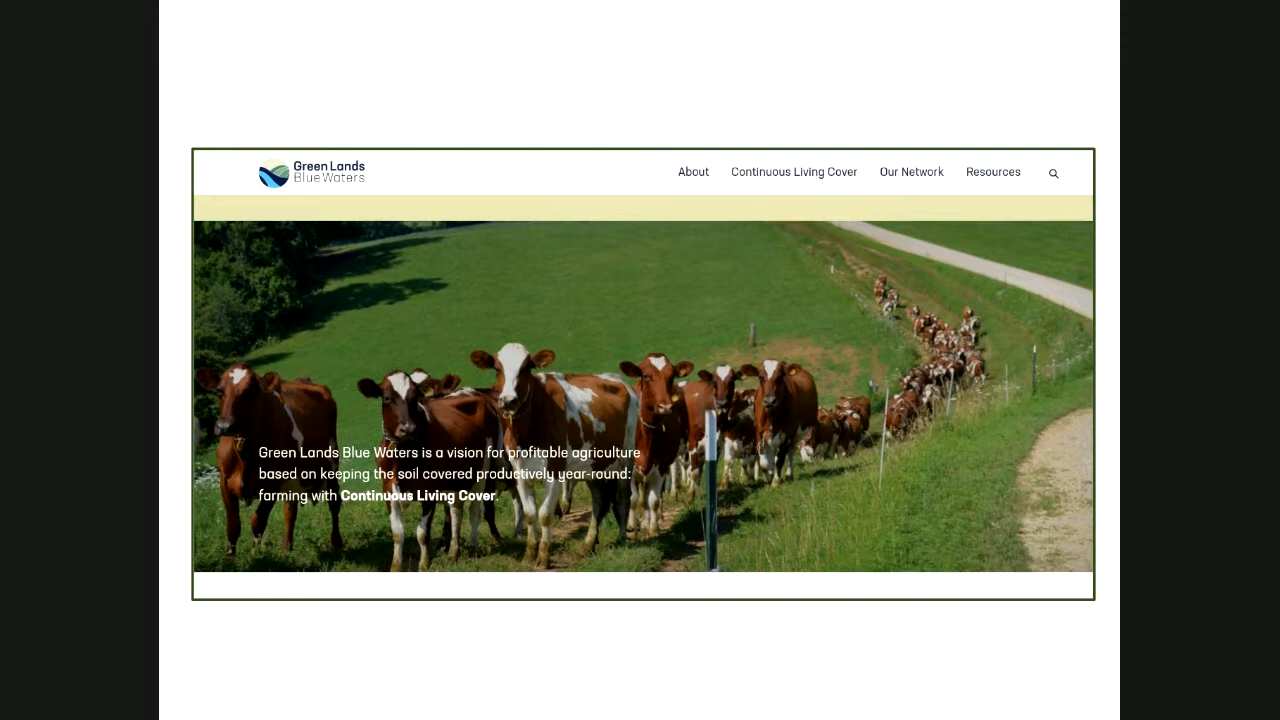 Green Lands
Blue Waters
About Continuous Living Cover Our Network Resources
Green Lands Blue Waters is a vision for profitable agriculture
based on keeping the soil covered productively year-round:
farming with Continuous Living Cover.